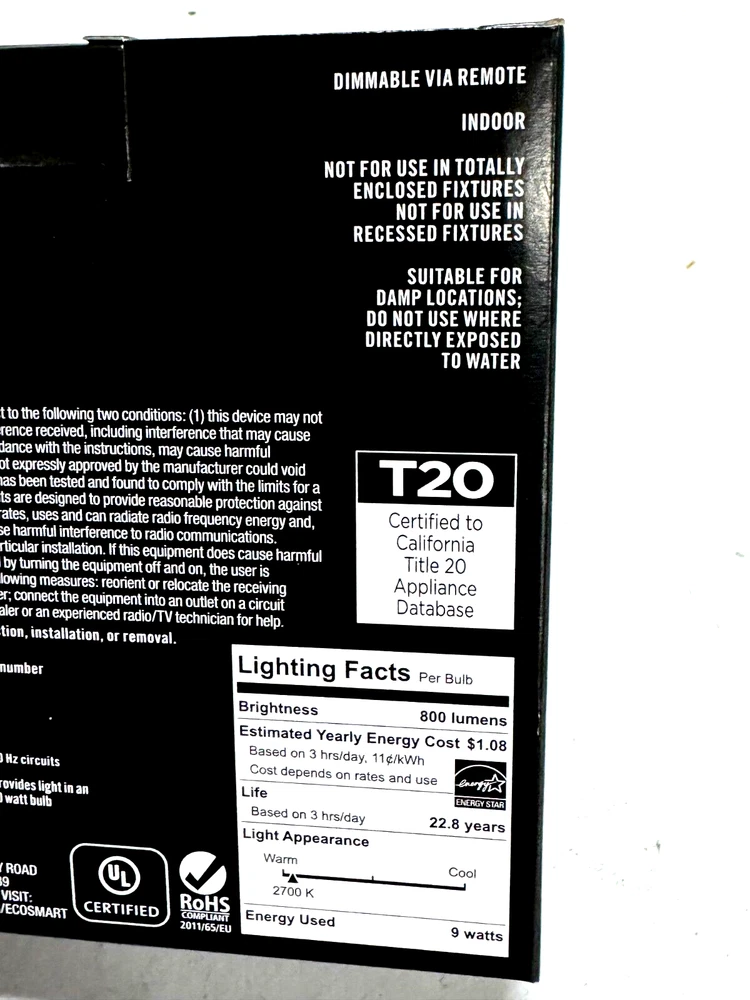 DIMMABLE VIA REMOTE
INDOOR
NOT FOR USE IN TOTALLY
ENCLOSED FIXTURES
NOT FOR USE IN
RECESSED FIXTURES
SUITABLE FOR
DAMP LOCATIONS;
DO NOT USE WHERE
DIRECTLY EXPOSED
TO WATER
t to the following two conditions: (1) this device may not
rence received, including interference that may cause
dance with the instructions, may cause harmful
ot expressly approved by the manufacturer could void
has been tested and found to comply with the limits for a
ts are designed to provide reasonable protection against
rates, uses and can radiate radio frequency energy and,
se harmful interference to radio communications.
rticular installation. If this equipment does cause harmful
by turning the equipment off and on, the user is
lowing measures: reorient or relocate the receiving
er; connect the equipment into an outlet on a circuit
aler or an experienced radio/TV technician for help.
tion, installation, or removal.
number
Hz circuits
rovides light in an
watt bulb
Y ROAD
39
VISIT:
/ECOSMART
UL
CERTIFIED
RoHS
COMPLIANT
2011/65/EU
T20
Certified to
California
Title 20
Appliance
Database
Lighting Facts Per Bulb
Brightness 800 lumens
Estimated Yearly Energy Cost $1.08
Based on 3 hrs/day, 11¢/kWh
Cost depends on rates and use
energy
ENERGY STAR
Life
Based on 3 hrs/day 22.8 years
Light Appearance
Warm Cool
2700 K
Energy Used 9 watts